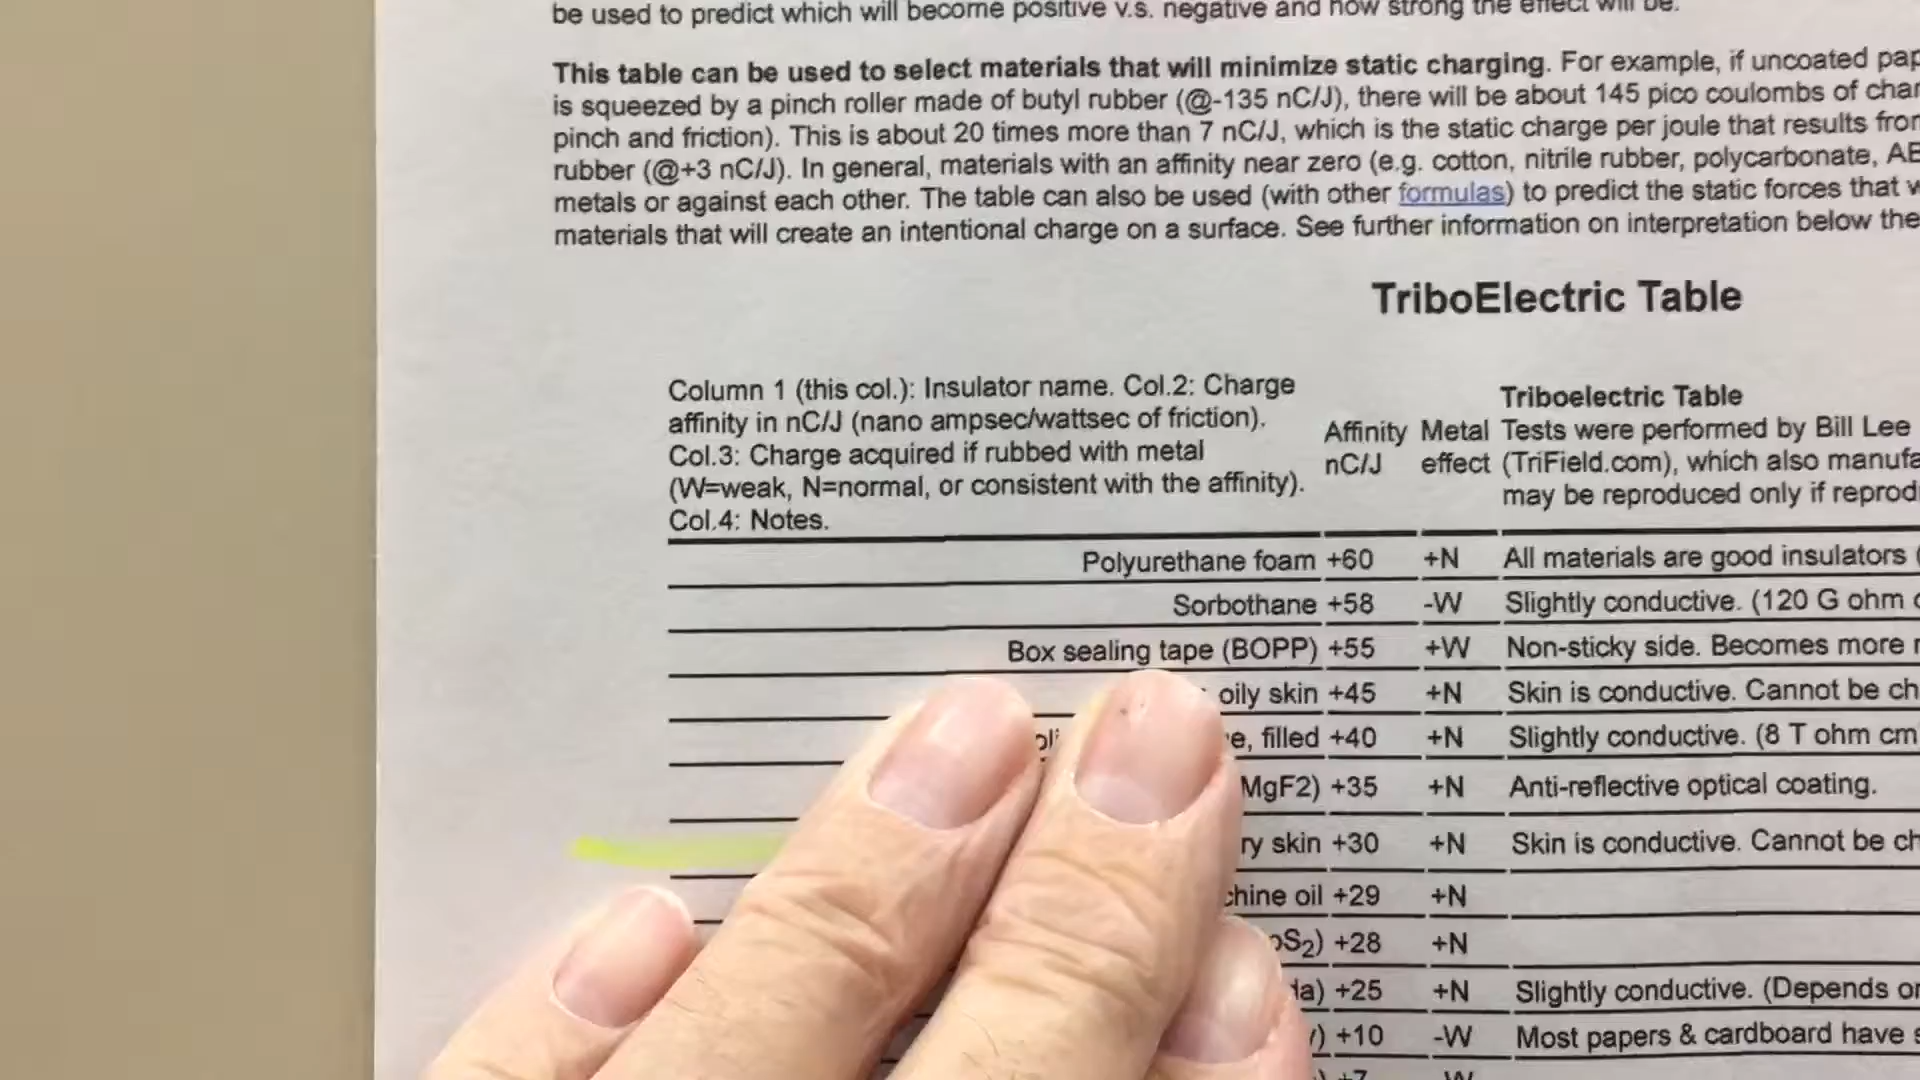 be used to predict which will become positive v.s. negative and how strong the effect will be.
This table can be used to select materials that will minimize static charging. For example, if uncoated pap
is squeezed by a pinch roller made of butyl rubber (@-135 nC/J), there will be about 145 pico coulombs of char
pinch and friction). This is about 20 times more than 7 nC/J, which is the static charge per joule that results from
rubber (@+3 nC/J). In general, materials with an affinity near zero (e.g. cotton, nitrile rubber, polycarbonate, AB
metals or against each other. The table can also be used (with other formulas) to predict the static forces that w
materials that will create an intentional charge on a surface. See further information on interpretation below the
TriboElectric Table
Column 1 (this col.): Insulator name. Col.2: Charge
affinity in nC/J (nano ampsec/wattsec of friction).
Col.3: Charge acquired if rubbed with metal
(W=weak, N=normal, or consistent with the affinity).
Col.4: Notes.
Affinity
nC/J
Metal
effect
Triboelectric Table
Tests were performed by Bill Lee
(TriField.com), which also manufa
may be reproduced only if reprod
Polyurethane foam +60 +N All materials are good insulators (
Sorbothane +58 -W Slightly conductive. (120 G ohm c
Box sealing tape (BOPP) +55 +W Non-sticky side. Becomes more
oily skin +45 +N Skin is conductive. Cannot be ch
e, filled +40 +N Slightly conductive. (8 T ohm cm
MgF2) +35 +N Anti-reflective optical coating.
ry skin +30 +N Skin is conductive. Cannot be ch
chine oil +29 +N
oS2) +28 +N
da) +25 +N Slightly conductive. (Depends on
) +10 -W Most papers & cardboard have s